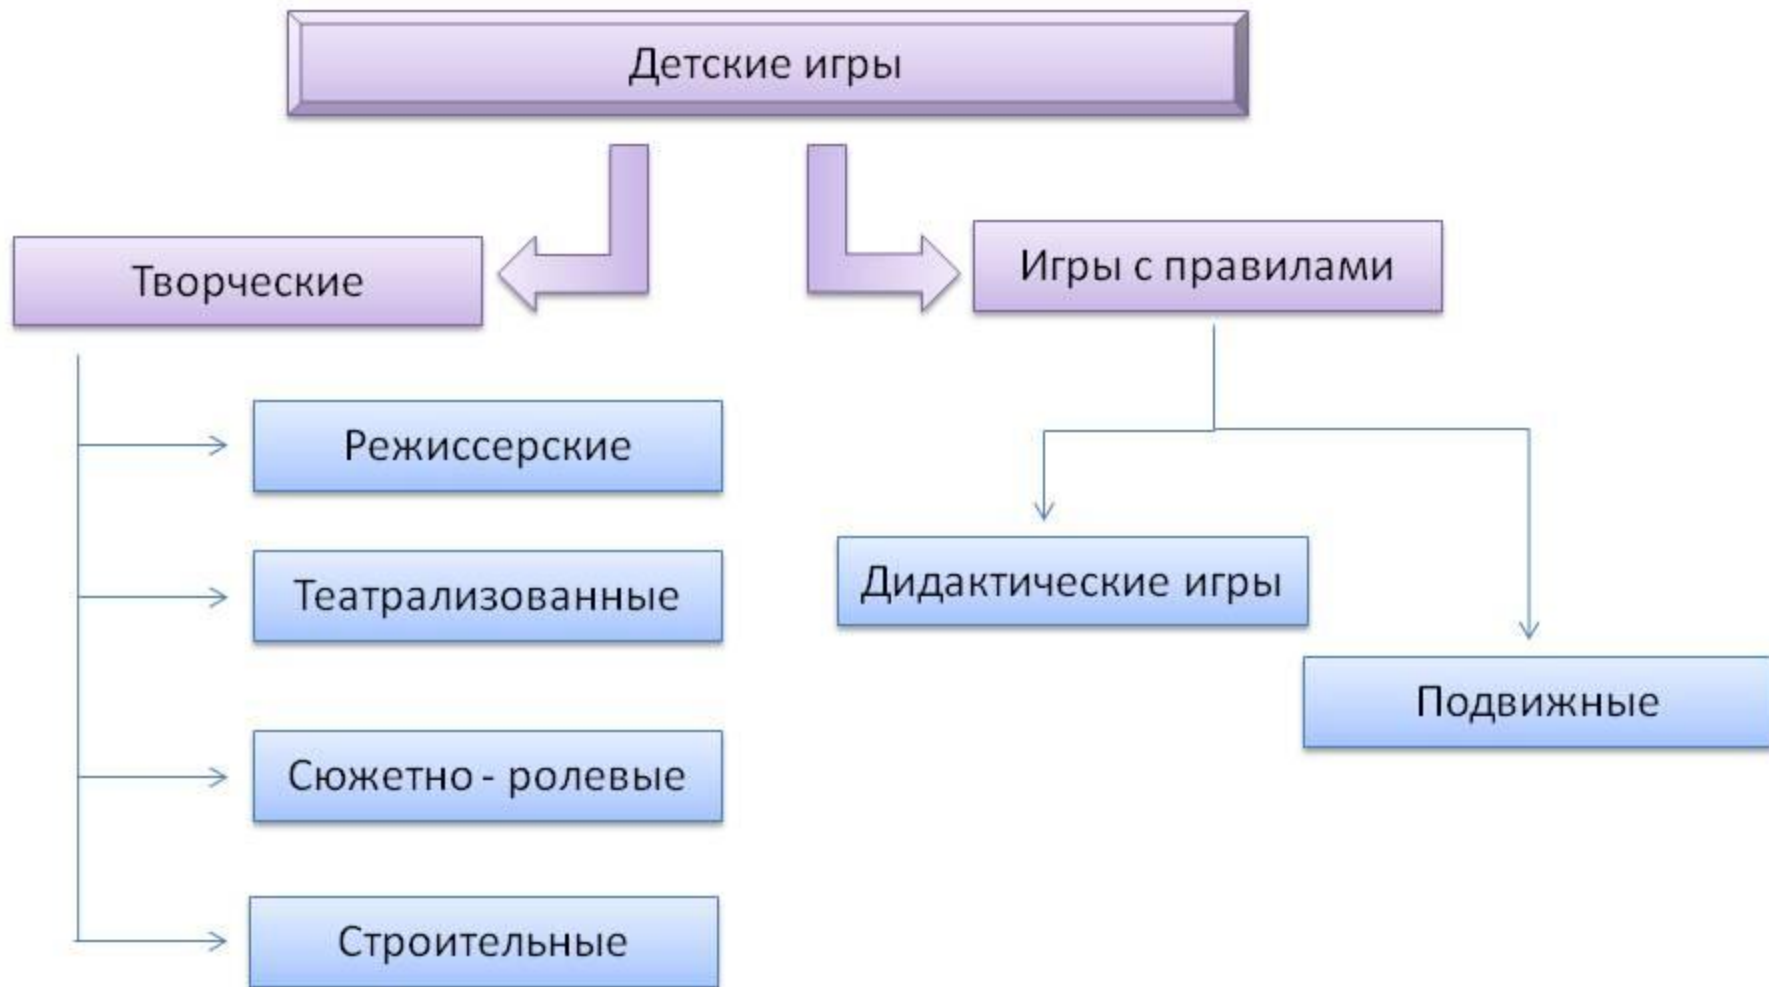 Детские игры
Творческие
Игры с правилами
Режиссерские
Театрализованные
Сюжетно - ролевые
Строительные
Дидактические игры
Подвижные